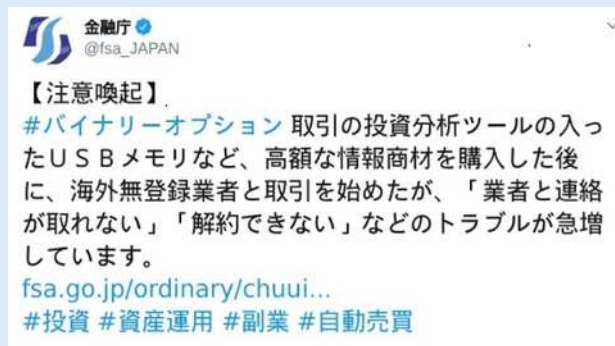 金融庁
@fsa_JAPAN
【注意喚起】
#バイナリーオプション 取引の投資分析ツールの入っ
たＵＳＢメモリなど、高額な情報商材を購入した後
に、海外無登録業者と取引を始めたが、「業者と連絡
が取れない」「解約できない」などのトラブルが急増
しています。
fsa.go.jp/ordinary/chuui...
#投資 #資産運用 #副業 #自動売買